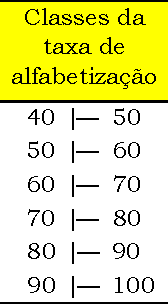 Classes da
taxa de
alfabetização
40 |— 50
50 |— 60
60 |— 70
70 |— 80
80 |— 90
90 |— 100